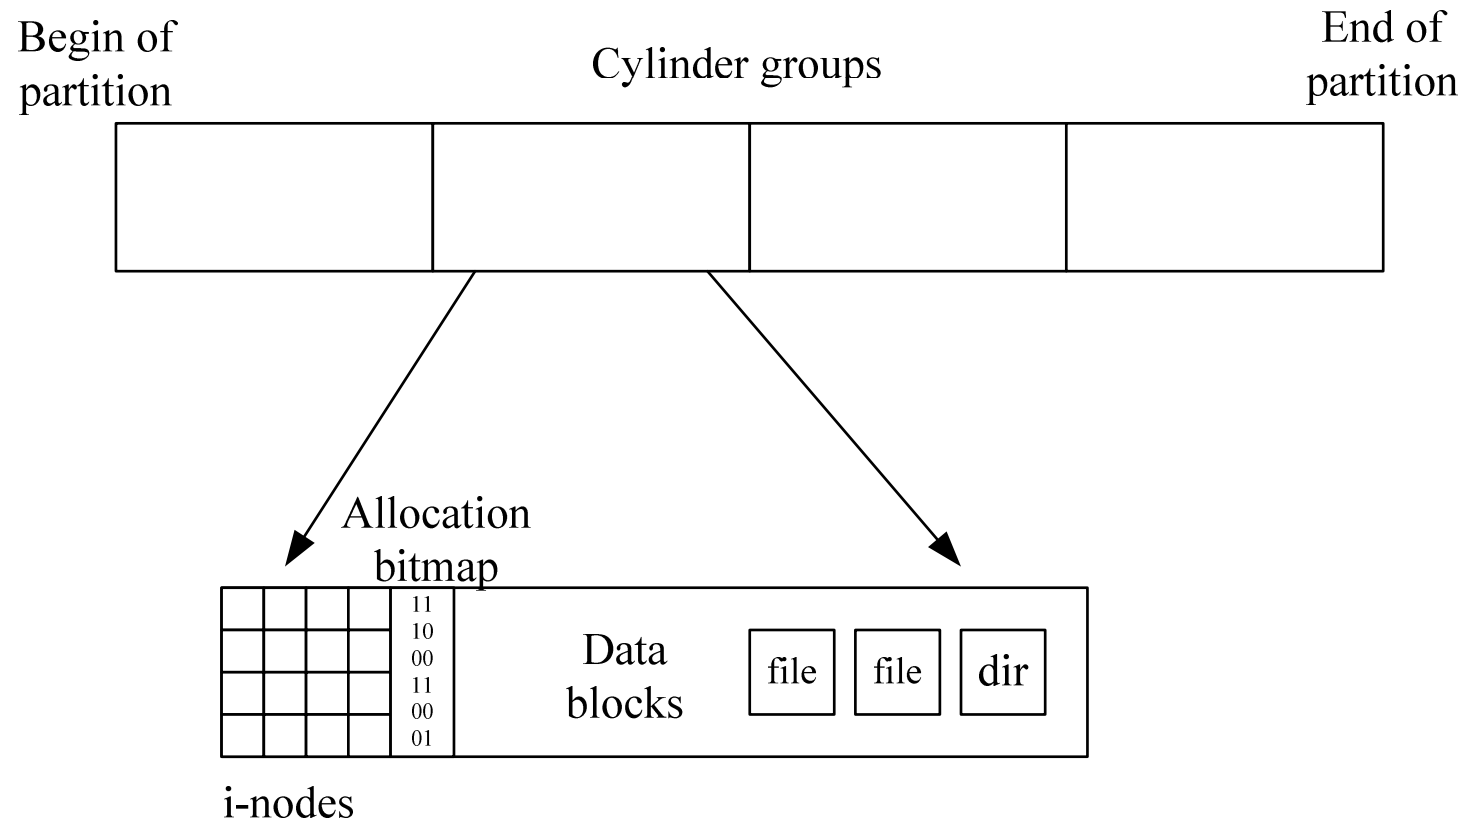 Begin of
partition
Cylinder groups
End of
partition
Allocation
bitmap
11
10
00
11
00
01
Data
blocks
file
file
dir
i-nodes